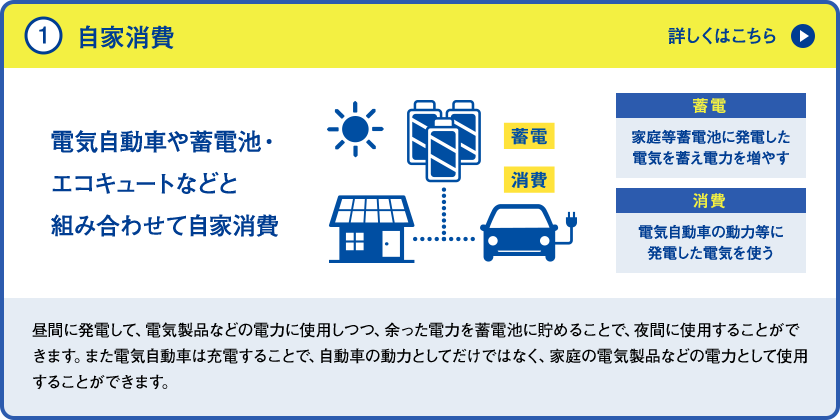 1 自家消費
詳しくはこちら
電気自動車や蓄電池・
エコキュートなどと
組み合わせて自家消費
蓄電
消費
蓄電
家庭等蓄電池に発電した
電気を蓄え電力を増やす
消費
電気自動車の動力等に
発電した電気を使う
昼間に発電して、電気製品などの電力に使用しつつ、余った電力を蓄電池に貯めることで、夜間に使用することがで
きます。また電気自動車は充電することで、自動車の動力としてだけではなく、家庭の電気製品などの電力として使用
することができます。